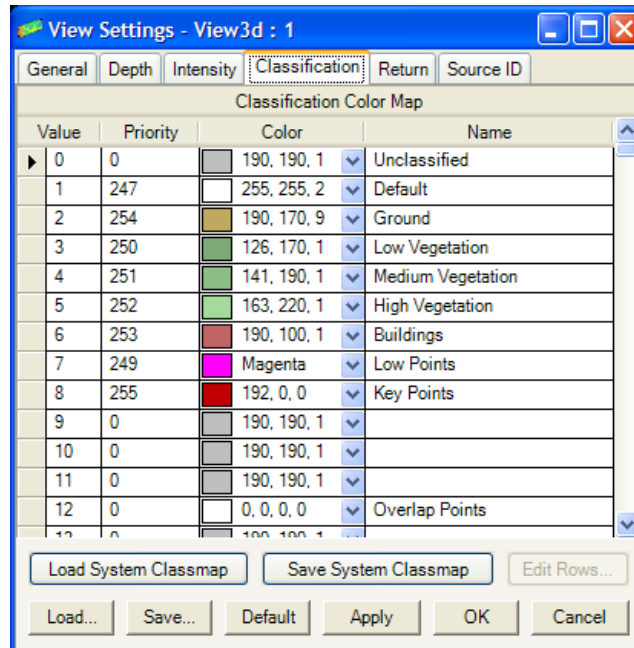 View Settings - View3d : 1
General Depth Intensity Classification Return Source ID
Classification Color Map
Value Priority Color Name
0 0 190, 190, 1 Unclassified
1 247 255, 255, 2 Default
2 254 190, 170, 9 Ground
3 250 126, 170, 1 Low Vegetation
4 251 141, 190, 1 Medium Vegetation
5 252 163, 220, 1 High Vegetation
6 253 190, 100, 1 Buildings
7 249 Magenta Low Points
8 255 192, 0, 0 Key Points
9 0 190, 190, 1
10 0 190, 190, 1
11 0 190, 190, 1
12 0 0, 0, 0, 0 Overlap Points
Load System Classmap Save System Classmap Edit Rows...
Load... Save... Default Apply OK Cancel